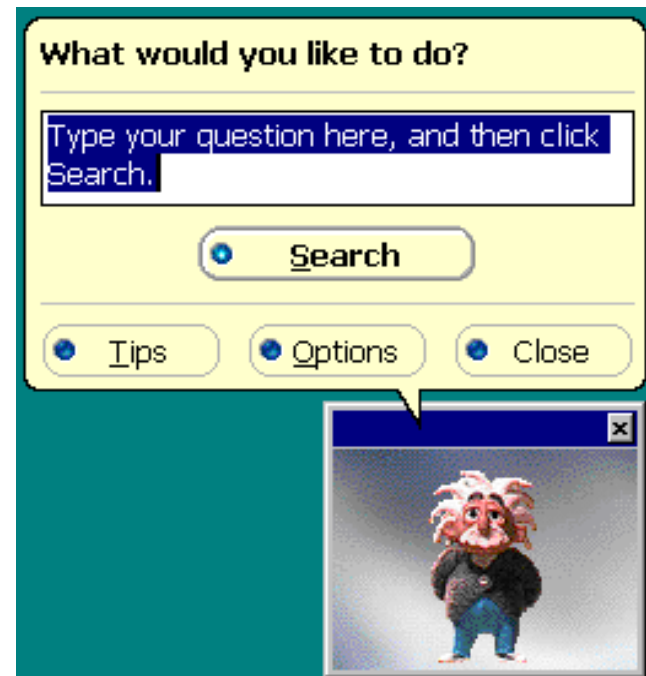 What would you like to do?
Type your question here, and then click
Search.
Search
Tips
Options
Close